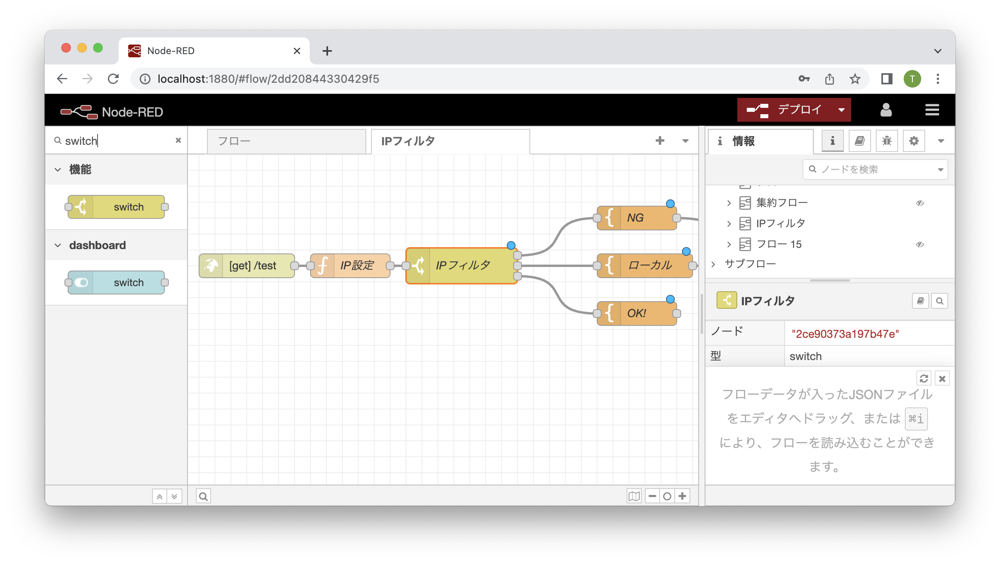 Node-RED
localhost:1880/#flow/2dd20844330429f5
T
Node-RED
デプロイ
switch
フロー
IPフィルタ
情報
ノードを検索
機能
switch
dashboard
switch
[get] /test
IP設定
IPフィルタ
NG
ローカル
OK!
集約フロー
IPフィルタ
フロー 15
サブフロー
IPフィルタ
ノード
"2ce90373a197b47e"
型
switch
フローデータが入ったJSONファイル
をエディタへドラッグ、または ⌘i
により、フローを読み込むことができ
ます。